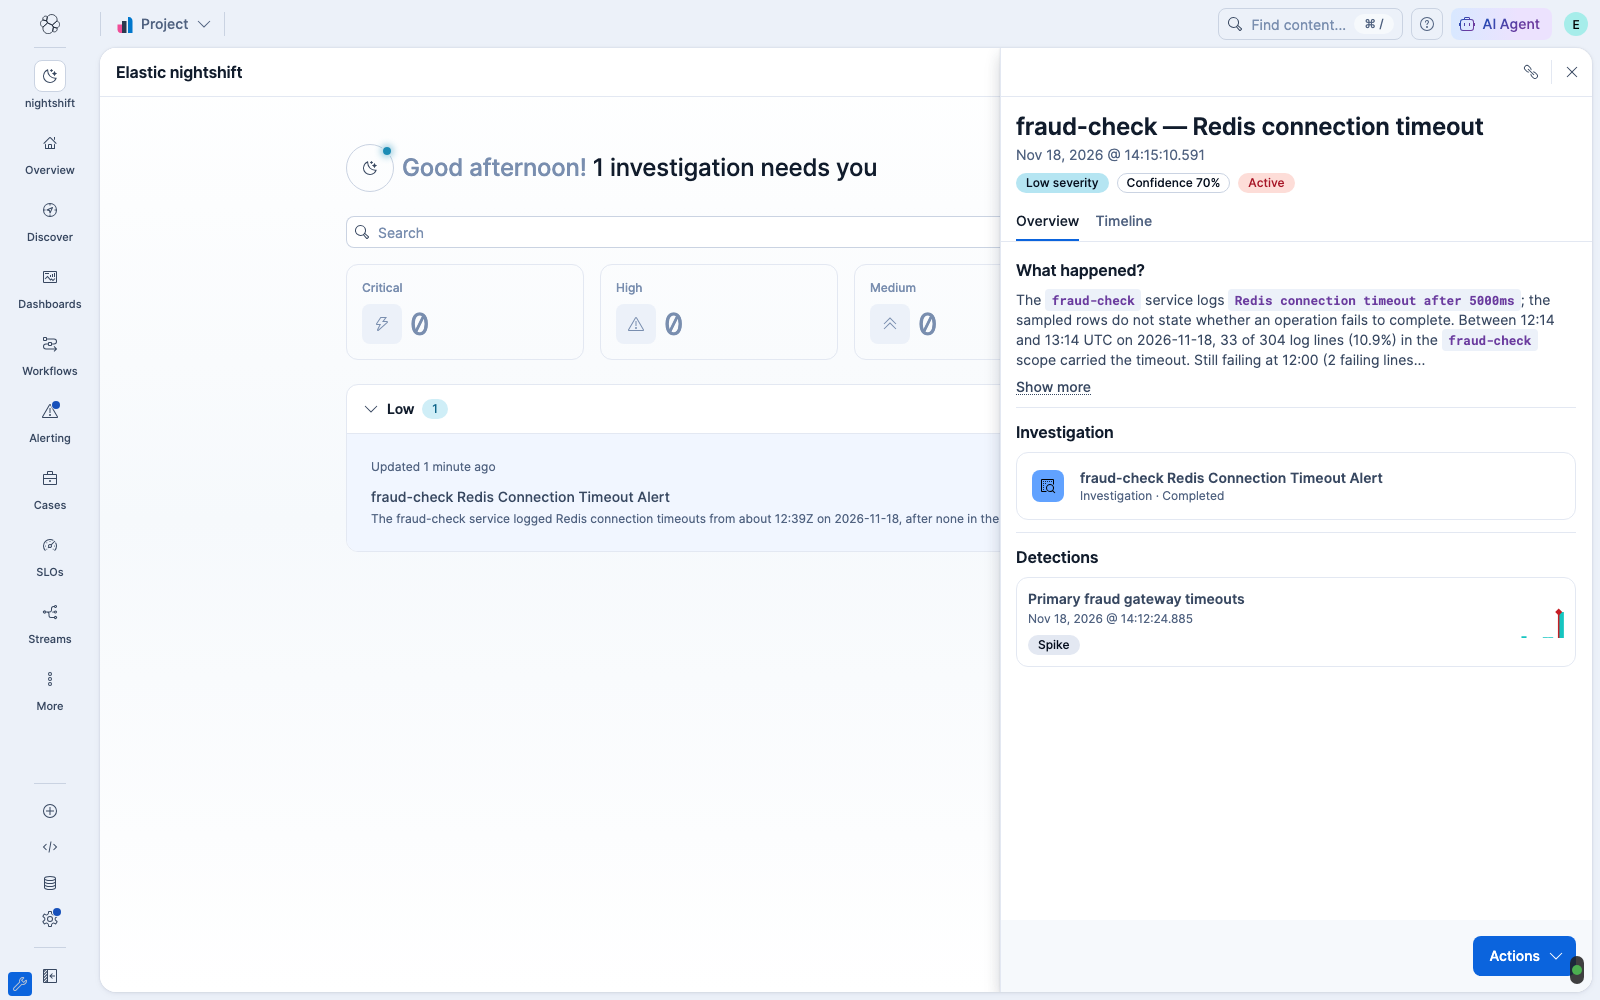 Project
Find content...
⌘ /
AI Agent
E
nightshift
Overview
Discover
Dashboards
Workflows
Alerting
Cases
SLOs
Streams
More
Elastic nightshift
Good afternoon! 1 investigation needs you
Search
Critical
0
High
0
Medium
0
Low 1
Updated 1 minute ago
fraud-check Redis Connection Timeout Alert
The fraud-check service logged Redis connection timeouts from about 12:39Z on 2026-11-18, after none in the
fraud-check — Redis connection timeout
Nov 18, 2026 @ 14:15:10.591
Low severity
Confidence 70%
Active
Overview
Timeline
What happened?
The fraud-check service logs Redis connection timeout after 5000ms ; the
sampled rows do not state whether an operation fails to complete. Between 12:14
and 13:14 UTC on 2026-11-18, 33 of 304 log lines (10.9%) in the fraud-check
scope carried the timeout. Still failing at 12:00 (2 failing lines...
Show more
Investigation
fraud-check Redis Connection Timeout Alert
Investigation · Completed
Detections
Primary fraud gateway timeouts
Nov 18, 2026 @ 14:12:24.885
Spike
Actions